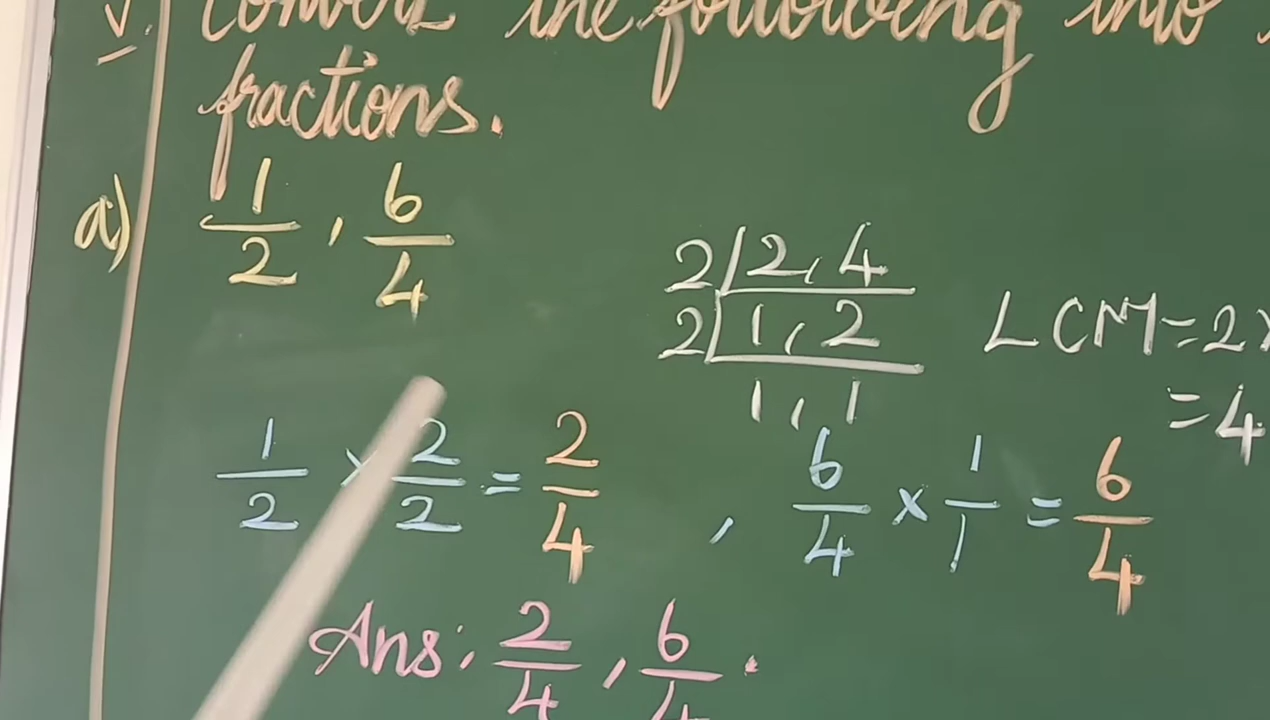 V. Convert the following into
fractions.
a) 1/2 , 6/4
2 | 2, 4
2 | 1, 2 LCM = 2×
1, 1 = 4
1/2 × 2/2 = 2/4 , 6/4 × 1/1 = 6/4
Ans: 2/4 , 6/4 .